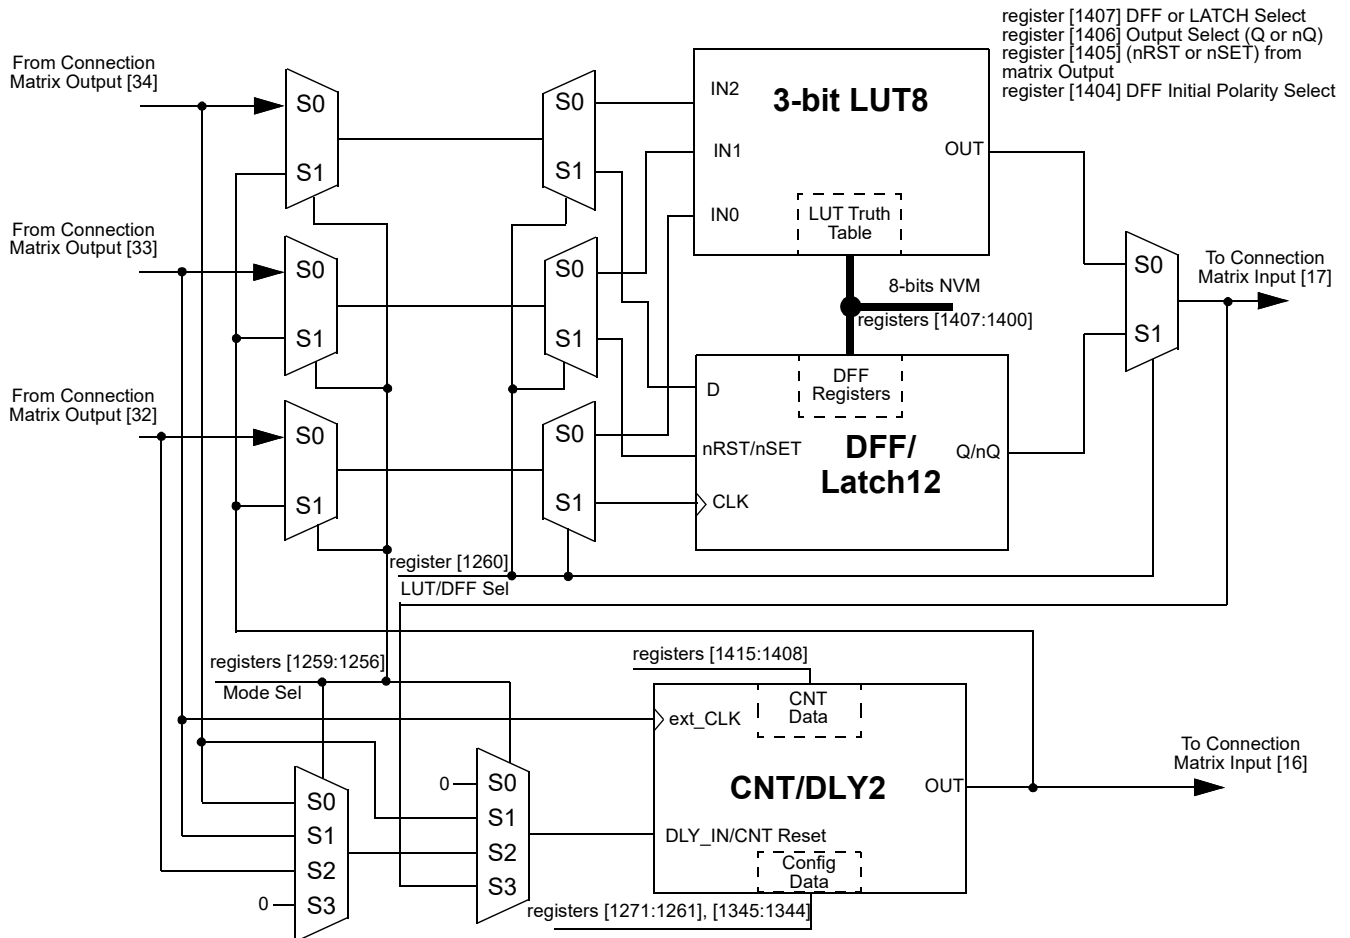 register [1407] DFF or LATCH Select
register [1406] Output Select (Q or nQ)
register [1405] (nRST or nSET) from
matrix Output
register [1404] DFF Initial Polarity Select
From Connection
Matrix Output [34]
S0
S1
S0
S1
IN2
IN1
IN0
3-bit LUT8
OUT
LUT Truth
Table
From Connection
Matrix Output [33]
S0
S1
S0
S1
8-bits NVM
registers [1407:1400]
S0
S1
To Connection
Matrix Input [17]
From Connection
Matrix Output [32]
S0
S1
S0
S1
D
nRST/nSET
CLK
DFF
Registers
DFF/
Latch12
Q/nQ
register [1260]
LUT/DFF Sel
registers [1259:1256]
Mode Sel
registers [1415:1408]
ext_CLK
CNT
Data
CNT/DLY2
OUT
To Connection
Matrix Input [16]
DLY_IN/CNT Reset
Config
Data
0
S0
S1
S2
S3
S0
S1
S2
0
S3
registers [1271:1261], [1345:1344]